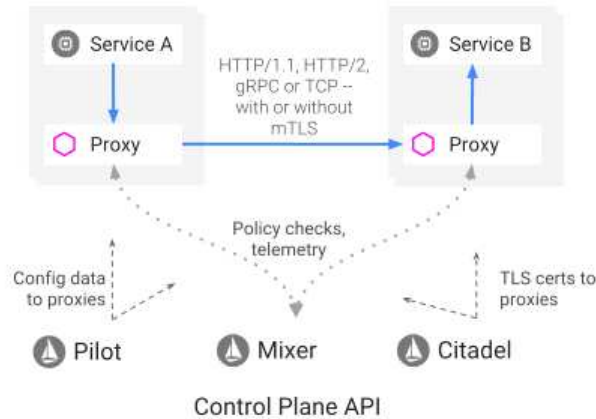 Service A
Service B
HTTP/1.1, HTTP/2,
gRPC or TCP --
with or without
mTLS
Proxy
Proxy
Policy checks,
telemetry
Config data
to proxies
TLS certs to
proxies
Pilot
Mixer
Citadel
Control Plane API